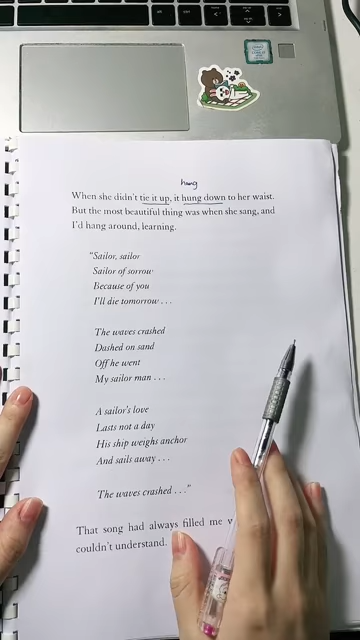 hang
When she didn't tie it up, it hung down to her waist.
But the most beautiful thing was when she sang, and
I'd hang around, learning.
"Sailor, sailor
Sailor of sorrow
Because of you
I'll die tomorrow . . .
The waves crashed
Dashed on sand
Off he went
My sailor man . . .
A sailor's love
Lasts not a day
His ship weighs anchor
And sails away . . .
The waves crashed . . ."
That song had always filled me
couldn't understand.